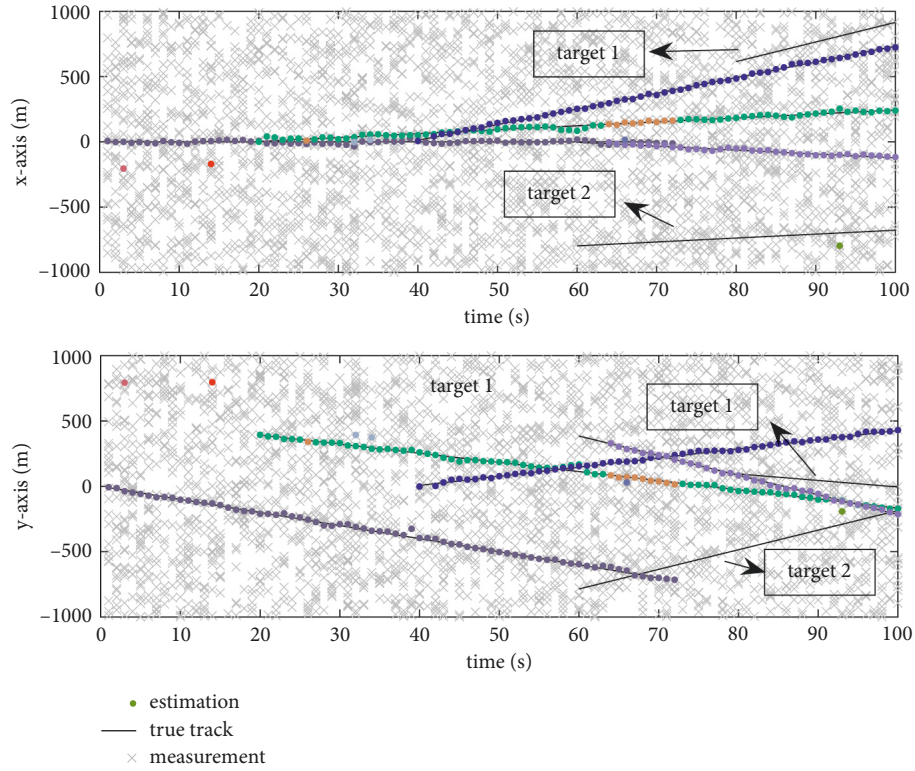 1000
500
0
−500
−1000
x-axis (m)
target 1
target 2
0 10 20 30 40 50 60 70 80 90 100
time (s)
1000
500
0
−500
−1000
y-axis (m)
target 1
target 1
target 2
0 10 20 30 40 50 60 70 80 90 100
time (s)
estimation
true track
measurement